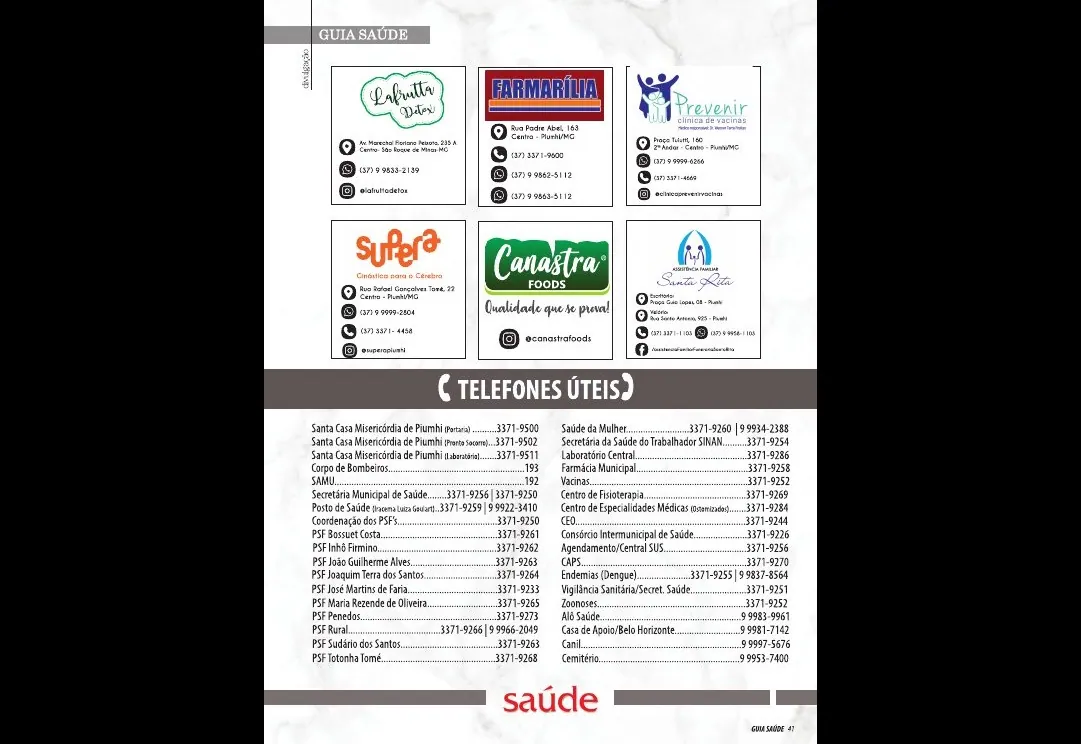 GUIA SAÚDE
divulgação
Lafrutta
Detox
Av. Marechal Floriano Peixoto, 235 A
Centro- São Roque de Minas-MG
(37) 9 9833-2139
@lafruttadetox
FARMARÍLIA
Rua Padre Abel, 163
Centro - Piumhi/MG
(37) 3371-9600
(37) 9 9862-5112
(37) 9 9863-5112
Prevenir
clínica de vacinas
Praça Tututi, 160
2º Andar - Centro - Piumhi/MG
(37) 9 9999-6266
(37) 3371-4669
@clinicaprevenirvacinas
Supera
Ginástica para o Cérebro
Rua Rafael Gonçalves Tomé, 22
Centro - Piumhi/MG
(37) 9 9999-2804
(37) 3371- 4458
@superapiumhi
Canastra®
FOODS
Qualidade que se prova!
@canastrafoods
ASSISTÊNCIA FAMILIAR
Santa Rita
Escritório:
Praça Guia Lopes, 08 - Piumhi
Velório:
Rua Santo Antonio, 925 - Piumhi
(37) 3371-1103 (37) 9 9958-1103
TELEFONES ÚTEIS
Santa Casa Misericórdia de Piumhi (Portaria) ..........3371-9500
Santa Casa Misericórdia de Piumhi (Pronto Socorro)...3371-9502
Santa Casa Misericórdia de Piumhi (Laboratório).......3371-9511
Corpo de Bombeiros....................................................193
SAMU.........................................................................192
Secretária Municipal de Saúde.......3371-9256 | 3371-9250
Posto de Saúde (Iracema Luiza Goulart)..3371-9259 | 9 9922-3410
Coordenação dos PSF's..........................................3371-9250
PSF Bossuet Costa................................................3371-9261
PSF Inhô Firmino..................................................3371-9262
PSF João Guilherme Alves....................................3371-9263
PSF Joaquim Terra dos Santos...............................3371-9264
PSF José Martins de Faria.....................................3371-9233
PSF Maria Rezende de Oliveira..............................3371-9265
PSF Penedos.........................................................3371-9273
PSF Rural...................................3371-9266 | 9 9966-2049
PSF Sudário dos Santos.........................................3371-9263
PSF Totonha Tomé................................................3371-9268
Saúde da Mulher........................3371-9260 | 9 9934-2388
Secretária da Saúde do Trabalhador SINAN.........3371-9254
Laboratório Central..............................................3371-9286
Farmácia Municipal..............................................3371-9258
Vacinas.................................................................3371-9252
Centro de Fisioterapia..........................................3371-9269
Centro de Especialidades Médicas (Ostomizados)......3371-9284
CEO......................................................................3371-9244
Consórcio Intermunicipal de Saúde.....................3371-9226
Agendamento/Central SUS...................................3371-9256
CAPS....................................................................3371-9270
Endemias (Dengue)....................3371-9255 | 9 9837-8564
Vigilância Sanitária/Secret. Saúde.....................3371-9251
Zoonoses..............................................................3371-9252
Alô Saúde..........................................................9 9983-9961
Casa de Apoio/Belo Horizonte.........................9 9981-7142
Canil..................................................................9 9997-5676
Cemitério...........................................................9 9953-7400
saúde
GUIA SAÚDE 41